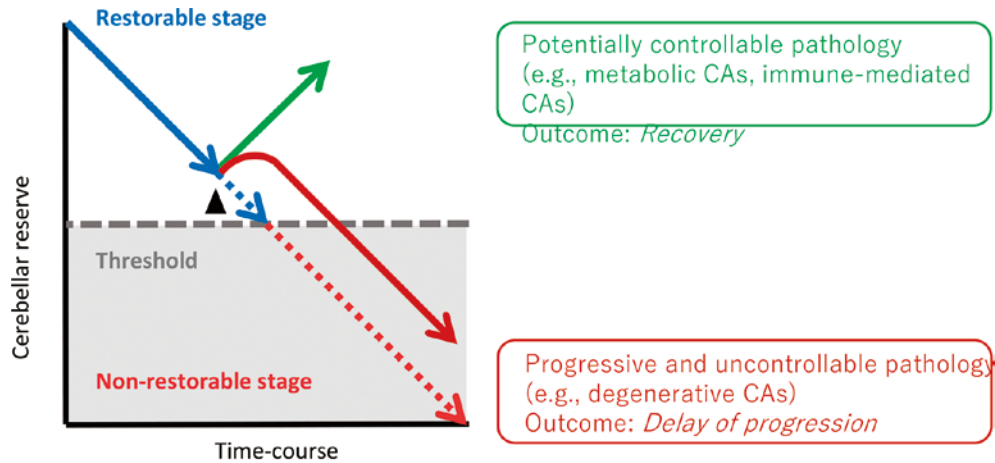 Restorable stage
Cerebellar reserve
Threshold
Non-restorable stage
Time-course
Potentially controllable pathology
(e.g., metabolic CAs, immune-mediated
CAs)
Outcome: Recovery
Progressive and uncontrollable pathology
(e.g., degenerative CAs)
Outcome: Delay of progression